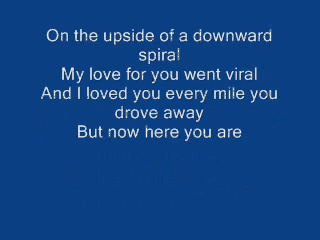 On the upside of a downward
spiral
My love for you went viral
And I loved you every mile you
drove away
But now here you are